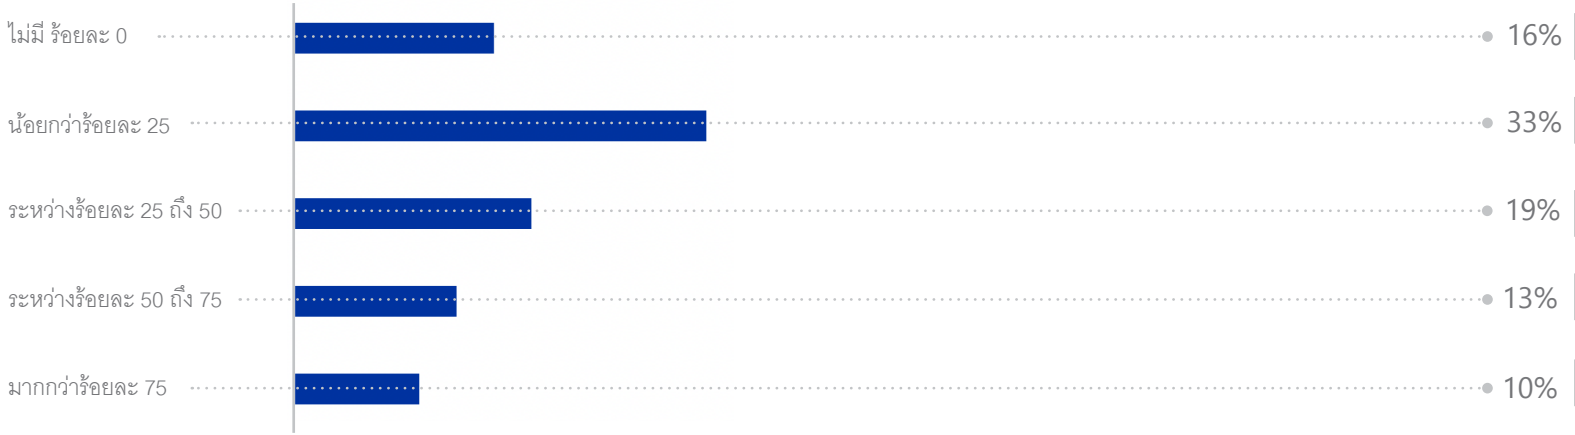 ไม่มี ร้อยละ 0 16%
น้อยกว่าร้อยละ 25 33%
ระหว่างร้อยละ 25 ถึง 50 19%
ระหว่างร้อยละ 50 ถึง 75 13%
มากกว่าร้อยละ 75 10%